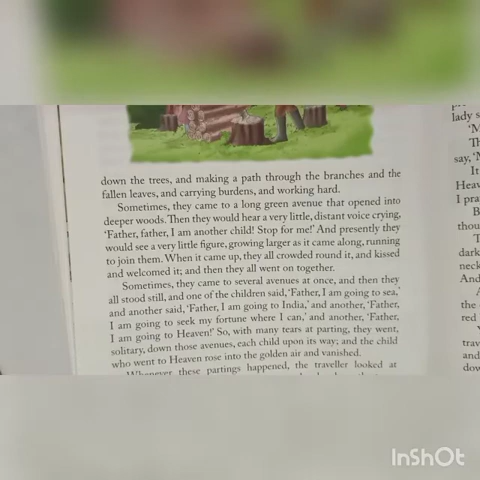 down the trees, and making a path through the branches and the
fallen leaves, and carrying burdens, and working hard.
Sometimes, they came to a long green avenue that opened into
deeper woods. Then they would hear a very little, distant voice crying,
‘Father, father, I am another child! Stop for me!’ And presently they
would see a very little figure, growing larger as it came along, running
to join them. When it came up, they all crowded round it, and kissed
and welcomed it; and then they all went on together.
Sometimes, they came to several avenues at once, and then they
all stood still, and one of the children said, ‘Father, I am going to sea,’
and another said, ‘Father, I am going to India,’ and another, ‘Father,
I am going to seek my fortune where I can,’ and another, ‘Father,
I am going to Heaven!’ So, with many tears at parting, they went,
solitary, down those avenues, each child upon its way; and the child
who went to Heaven rose into the golden air and vanished.
Whenever these partings happened, the traveller looked at
lady s
‘M
Th
say, ‘N
It
Heav
I pra
B
thou
T
dark
neck
And
A
the
red
trav
and
dow
InShOt